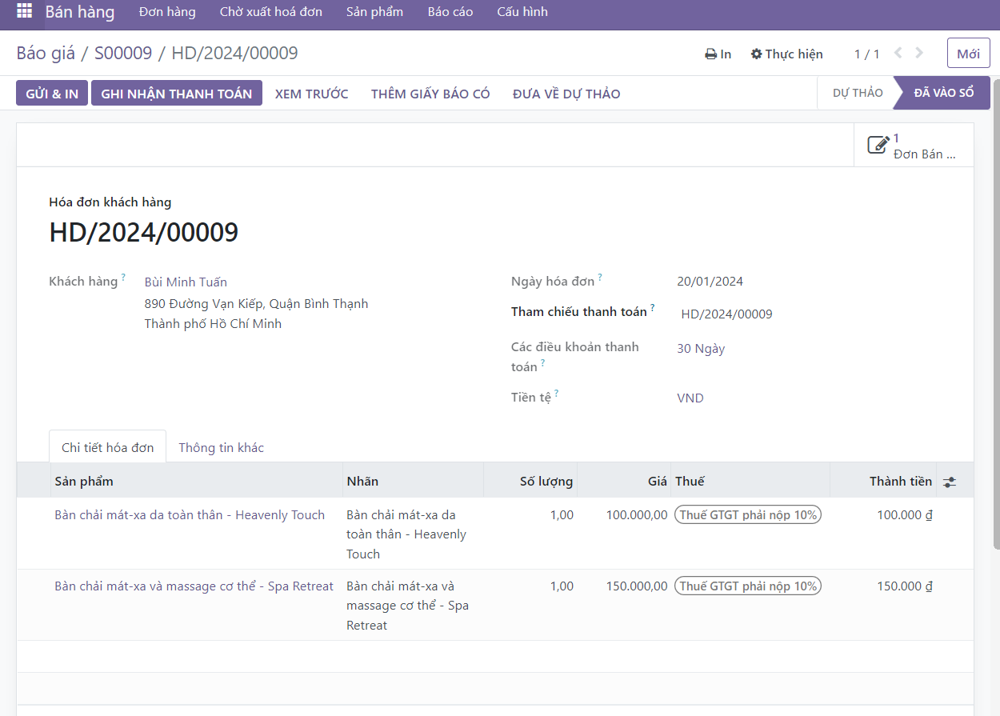 Bán hàng Đơn hàng Chờ xuất hoá đơn Sản phẩm Báo cáo Cấu hình
Báo giá / S00009 / HD/2024/00009 In Thực hiện 1 / 1 Mới
GỬI & IN GHI NHẬN THANH TOÁN XEM TRƯỚC THÊM GIẤY BÁO CÓ ĐƯA VỀ DỰ THẢO DỰ THẢO ĐÃ VÀO SỔ
1
Đơn Bán ...
Hóa đơn khách hàng
HD/2024/00009
Khách hàng ? Bùi Minh Tuấn
890 Đường Vạn Kiếp, Quận Bình Thạnh
Thành phố Hồ Chí Minh
Ngày hóa đơn ? 20/01/2024
Tham chiếu thanh toán ? HD/2024/00009
Các điều khoản thanh
toán ? 30 Ngày
Tiền tệ ? VND
Chi tiết hóa đơn Thông tin khác
Sản phẩm Nhãn Số lượng Giá Thuế Thành tiền
Bàn chải mát-xa da toàn thân - Heavenly Touch Bàn chải mát-xa da 1,00 100.000,00 Thuế GTGT phải nộp 10% 100.000 ₫
toàn thân - Heavenly
Touch
Bàn chải mát-xa và massage cơ thể - Spa Retreat Bàn chải mát-xa và 1,00 150.000,00 Thuế GTGT phải nộp 10% 150.000 ₫
massage cơ thể - Spa
Retreat